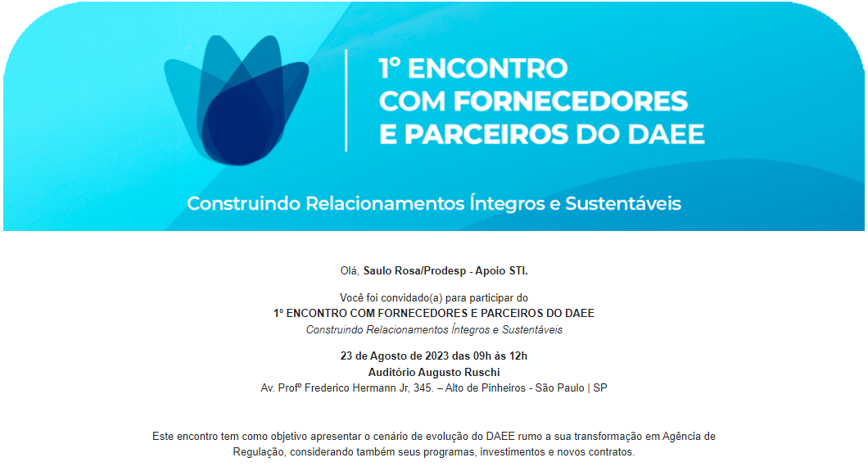 1º ENCONTRO
COM FORNECEDORES
E PARCEIROS DO DAEE
Construindo Relacionamentos Íntegros e Sustentáveis
Olá, Saulo Rosa/Prodesp - Apoio STI.
Você foi convidado(a) para participar do
1º ENCONTRO COM FORNECEDORES E PARCEIROS DO DAEE
Construindo Relacionamentos Íntegros e Sustentáveis
23 de Agosto de 2023 das 09h às 12h
Auditório Augusto Ruschi
Av. Profº Frederico Hermann Jr, 345. – Alto de Pinheiros - São Paulo | SP
Este encontro tem como objetivo apresentar o cenário de evolução do DAEE rumo a sua transformação em Agência de
Regulação, considerando também seus programas, investimentos e novos contratos.